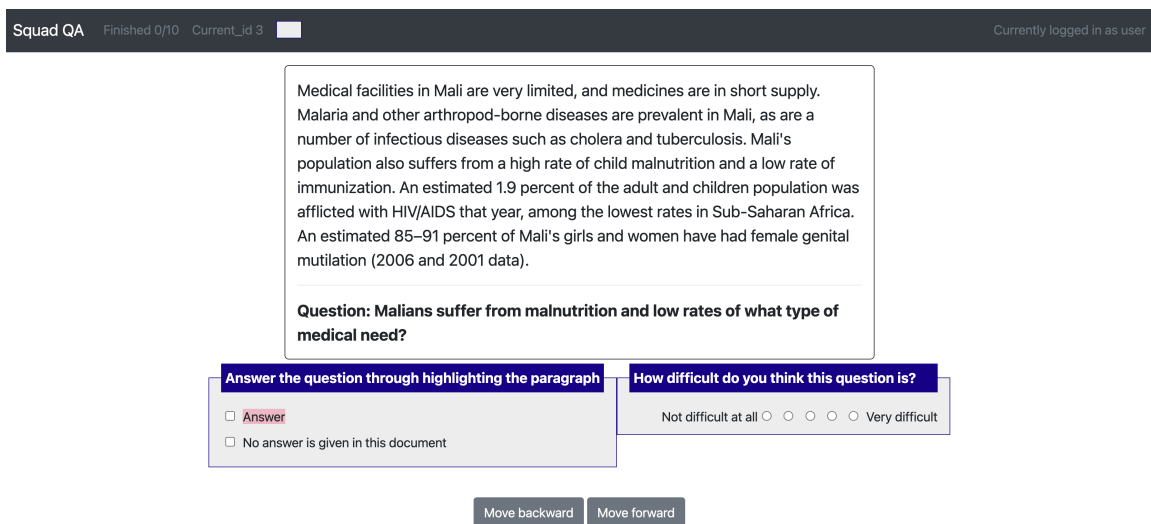 Squad QA Finished 0/10 Current_id 3 Currently logged in as user
Medical facilities in Mali are very limited, and medicines are in short supply.
Malaria and other arthropod-borne diseases are prevalent in Mali, as are a
number of infectious diseases such as cholera and tuberculosis. Mali's
population also suffers from a high rate of child malnutrition and a low rate of
immunization. An estimated 1.9 percent of the adult and children population was
afflicted with HIV/AIDS that year, among the lowest rates in Sub-Saharan Africa.
An estimated 85–91 percent of Mali's girls and women have had female genital
mutilation (2006 and 2001 data).
Question: Malians suffer from malnutrition and low rates of what type of
medical need?
Answer the question through highlighting the paragraph
Answer
No answer is given in this document
How difficult do you think this question is?
Not difficult at all Very difficult
Move backward Move forward